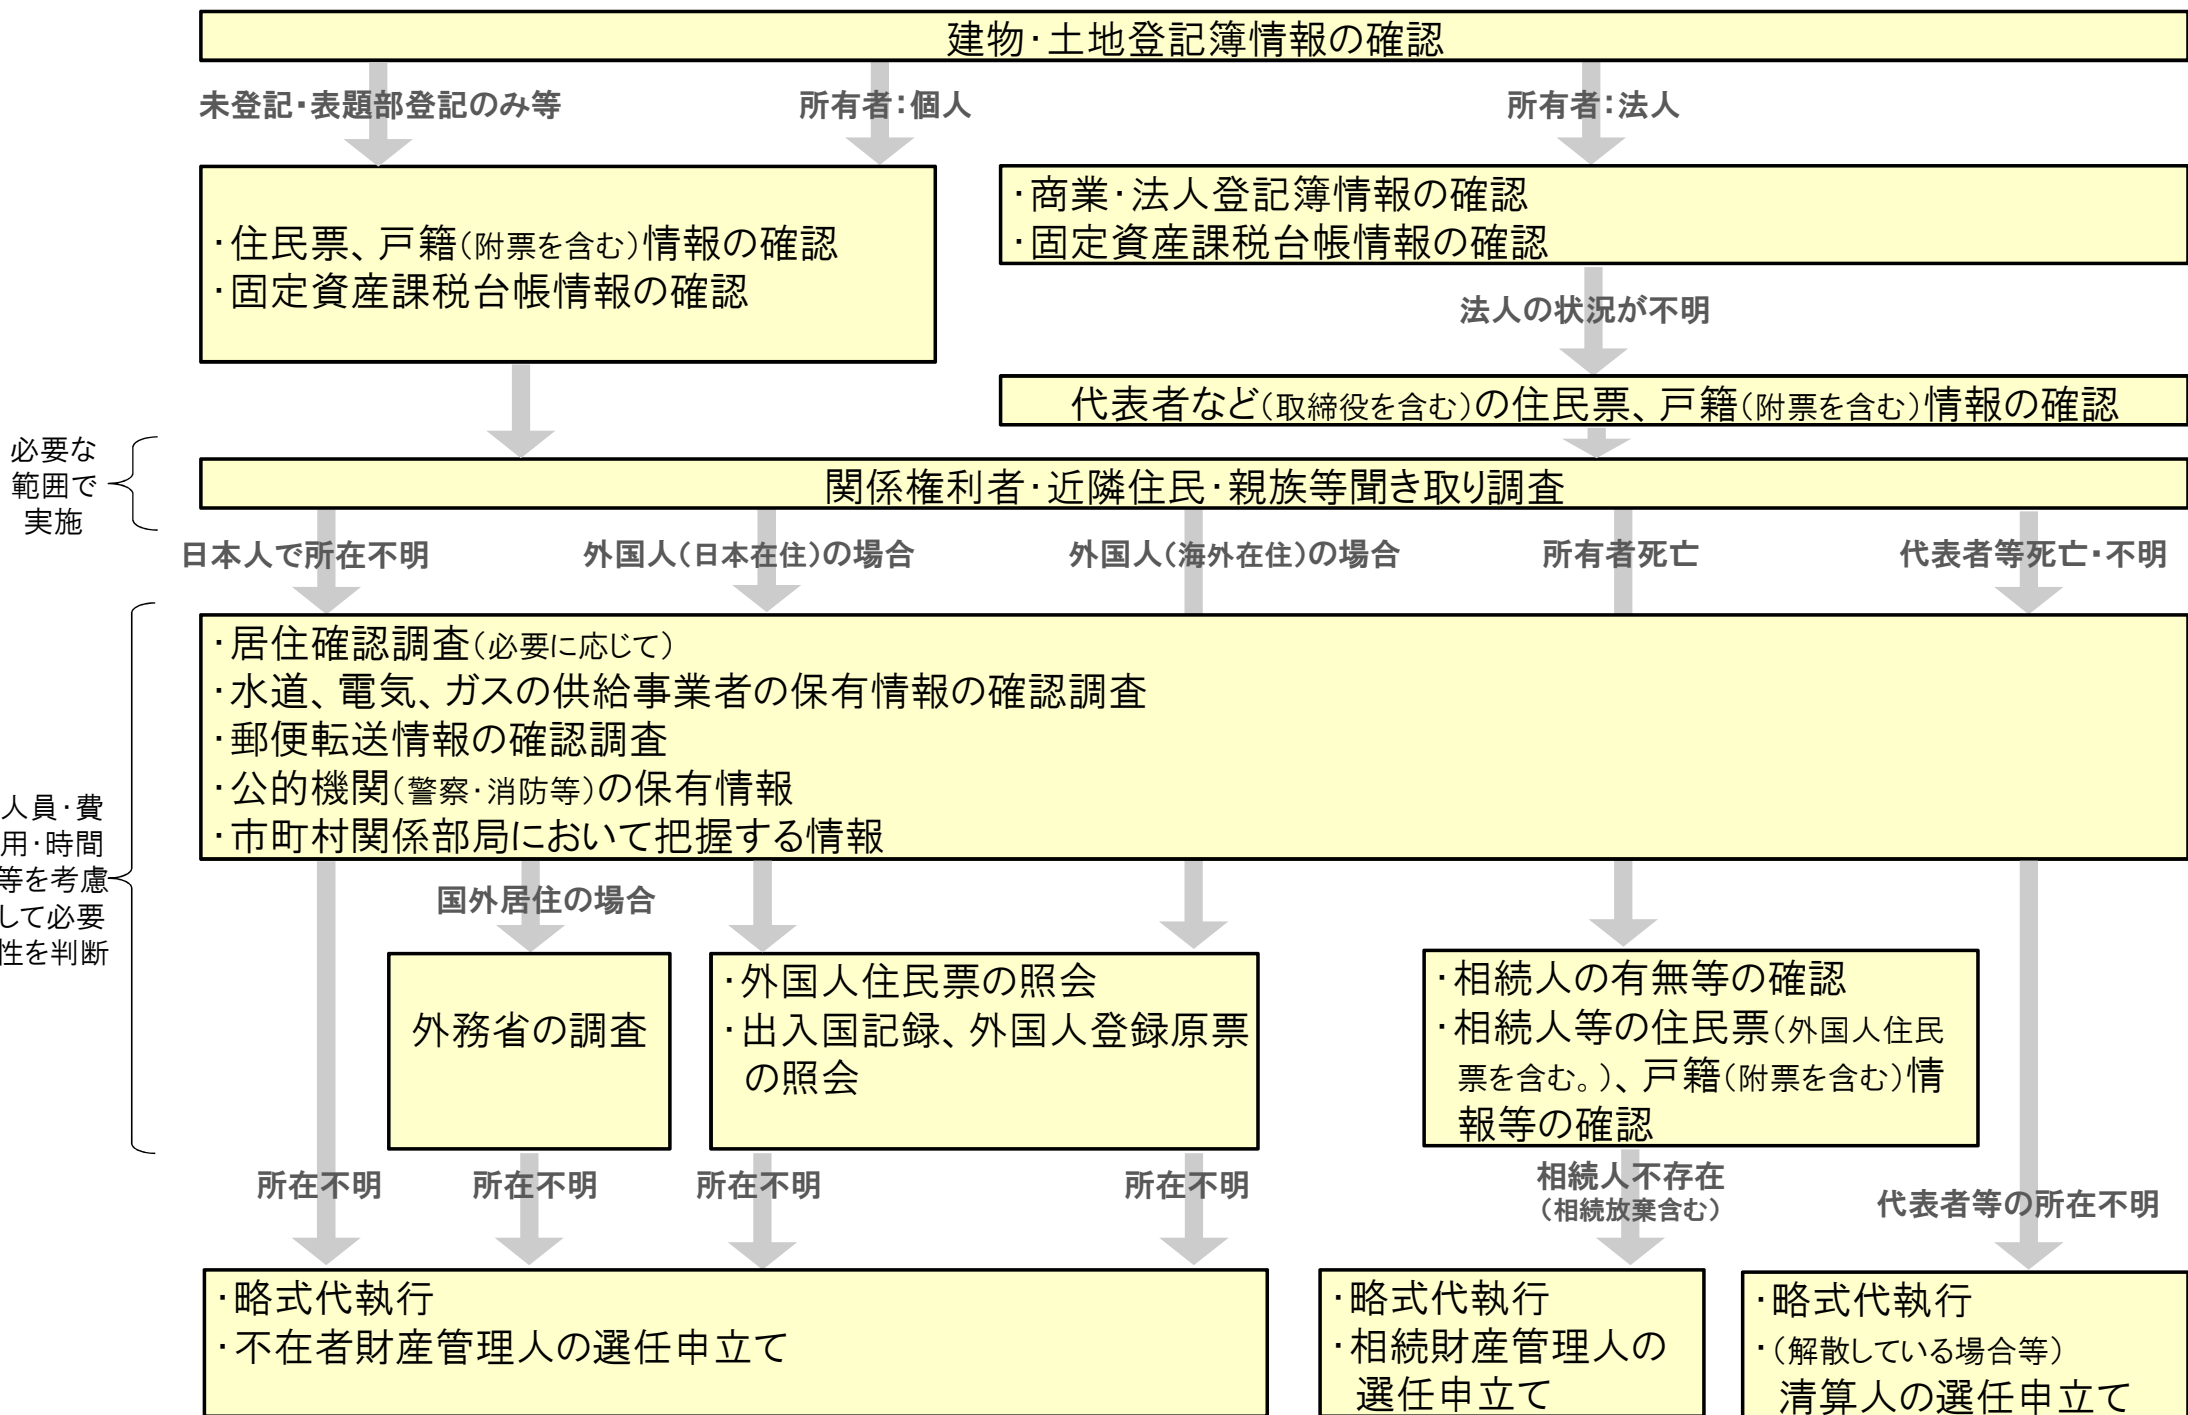 建物・土地登記簿情報の確認
未登記・表題部登記のみ等
所有者:個人
所有者:法人
・住民票、戸籍(附票を含む)情報の確認
・固定資産課税台帳情報の確認
・商業・法人登記簿情報の確認
・固定資産課税台帳情報の確認
法人の状況が不明
代表者など(取締役を含む)の住民票、戸籍(附票を含む)情報の確認
必要な
範囲で
実施
関係権利者・近隣住民・親族等聞き取り調査
日本人で所在不明
外国人(日本在住)の場合
外国人(海外在住)の場合
所有者死亡
代表者等死亡・不明
・居住確認調査(必要に応じて)
・水道、電気、ガスの供給事業者の保有情報の確認調査
・郵便転送情報の確認調査
・公的機関(警察・消防等)の保有情報
・市町村関係部局において把握する情報
人員・費
用・時間
等を考慮
して必要
性を判断
国外居住の場合
外務省の調査
・外国人住民票の照会
・出入国記録、外国人登録原票
の照会
・相続人の有無等の確認
・相続人等の住民票(外国人住民
票を含む。)、戸籍(附票を含む)情
報等の確認
所在不明
所在不明
所在不明
所在不明
相続人不存在
(相続放棄含む)
代表者等の所在不明
・略式代執行
・不在者財産管理人の選任申立て
・略式代執行
・相続財産管理人の
選任申立て
・略式代執行
・(解散している場合等)
清算人の選任申立て